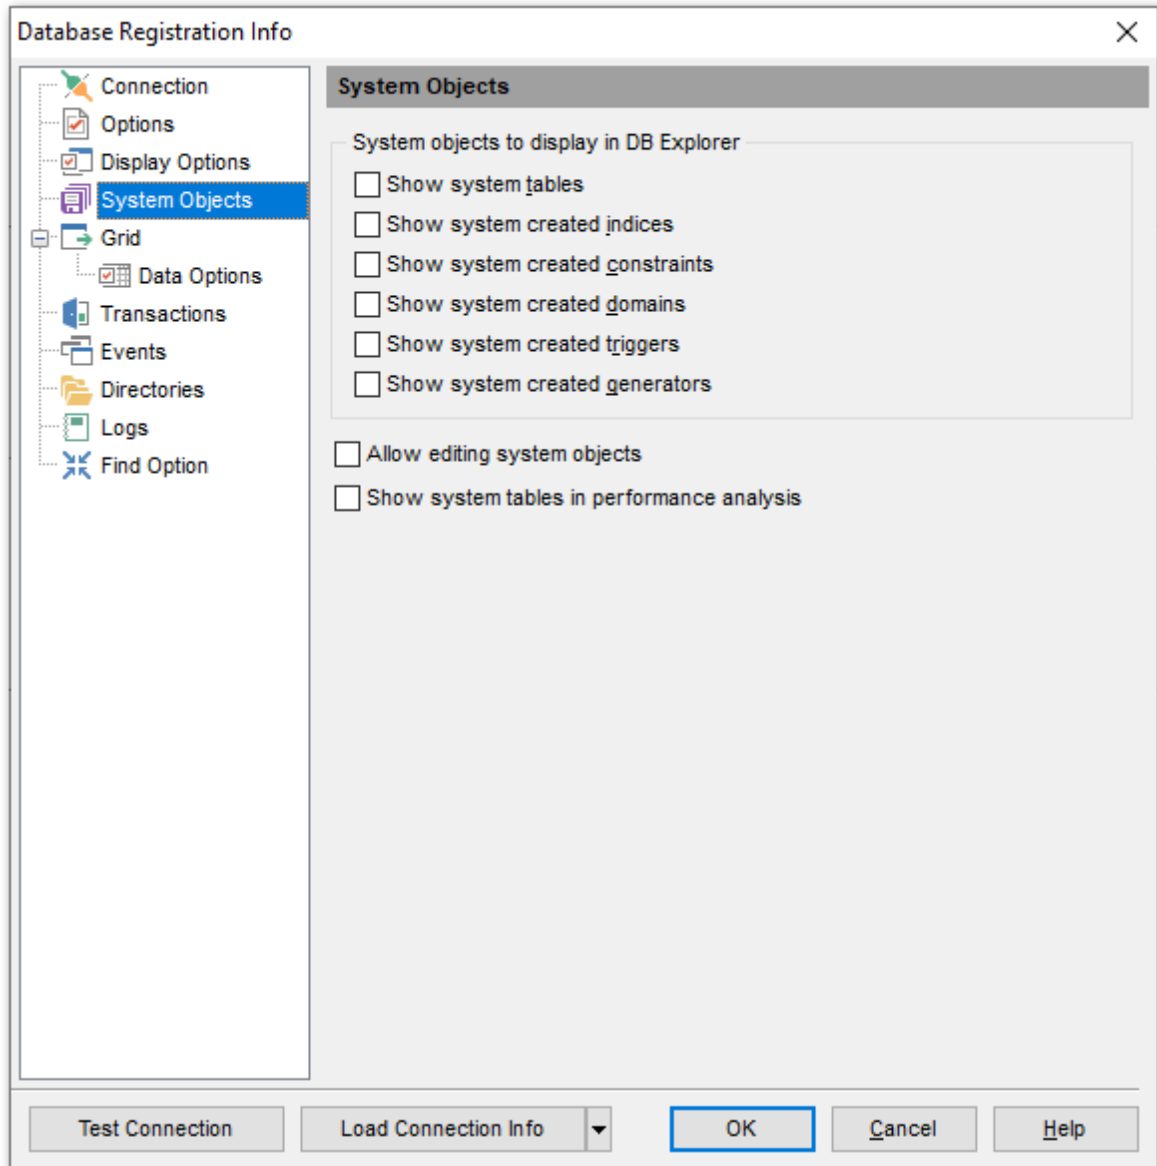 Database Registration Info
Connection
Options
Display Options
System Objects
Grid
Data Options
Transactions
Events
Directories
Logs
Find Option
System Objects
System objects to display in DB Explorer
Show system tables
Show system created indices
Show system created constraints
Show system created domains
Show system created triggers
Show system created generators
Allow editing system objects
Show system tables in performance analysis
Test Connection
Load Connection Info
OK
Cancel
Help